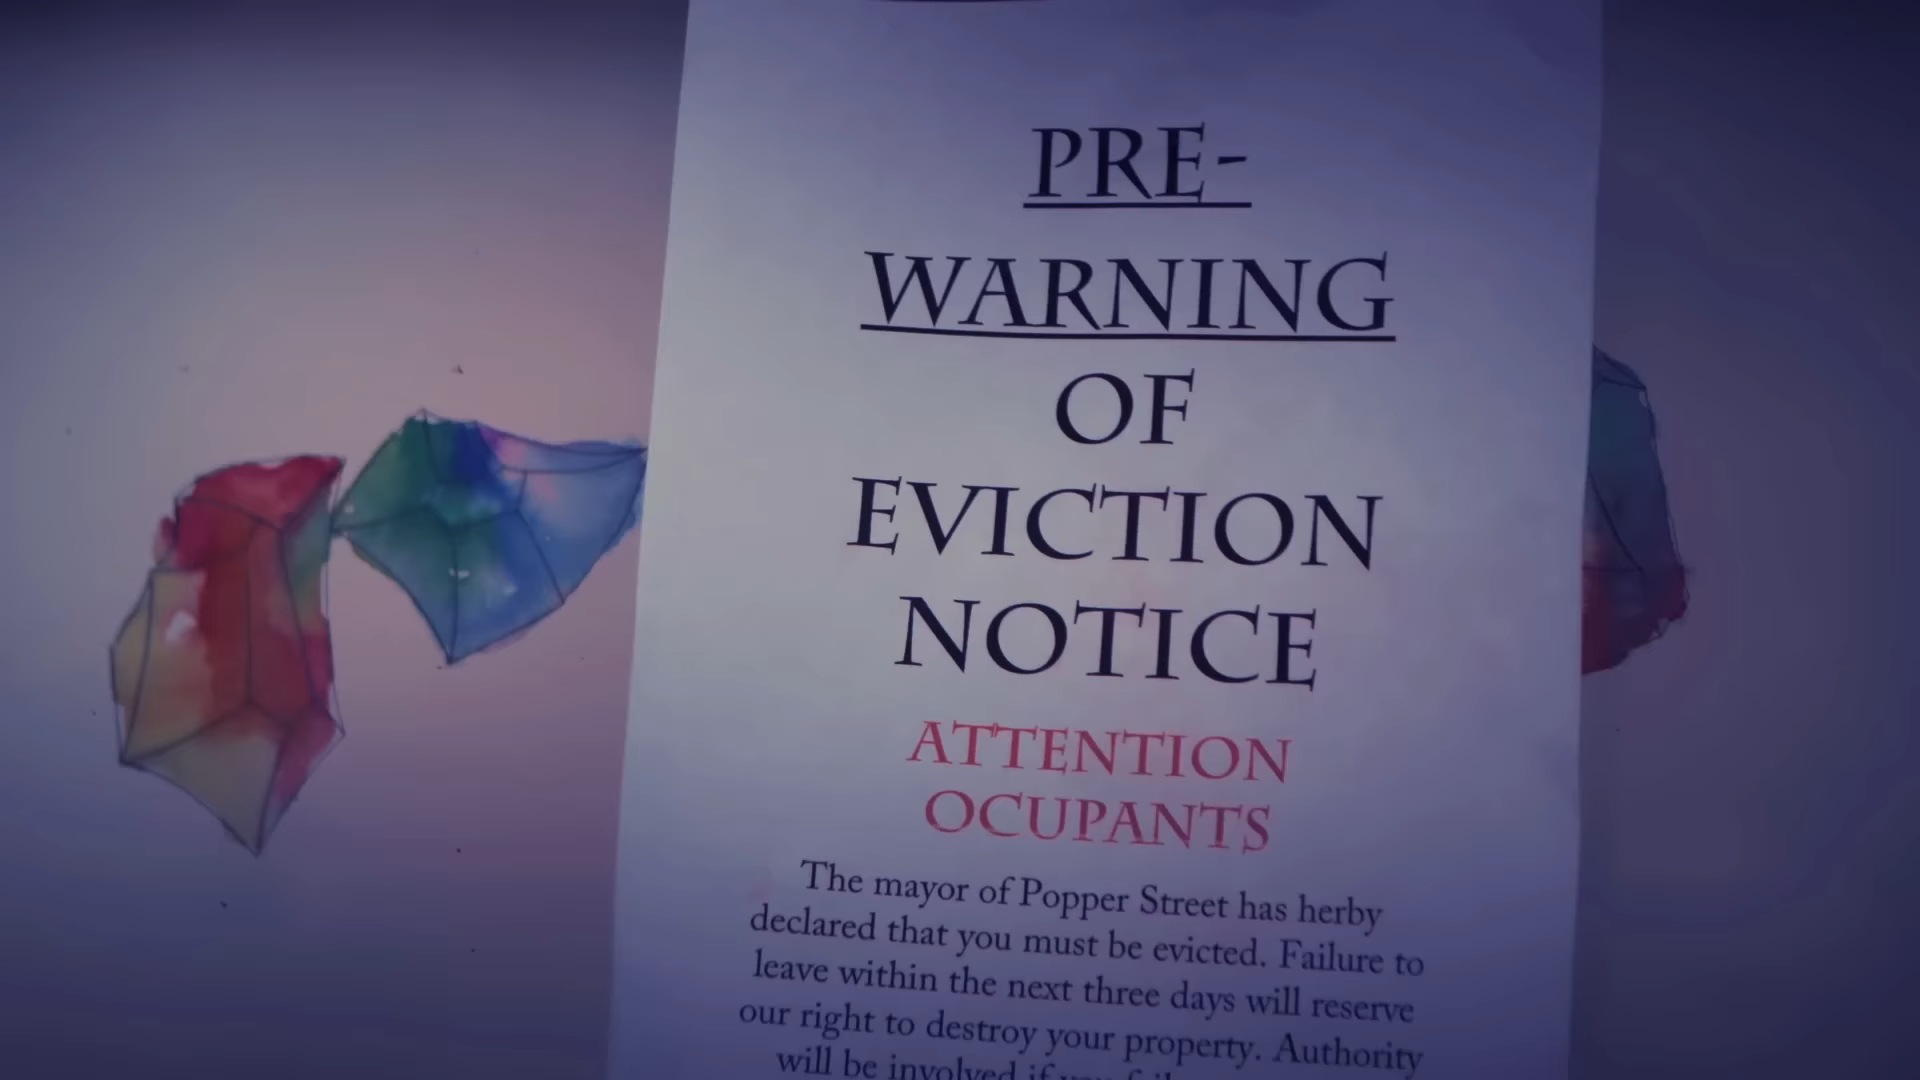 PRE-
WARNING
OF
EVICTION
NOTICE
ATTENTION
OCUPANTS
The mayor of Popper Street has herby
declared that you must be evicted. Failure to
leave within the next three days will reserve
our right to destroy your property. Authority
will be involved if you